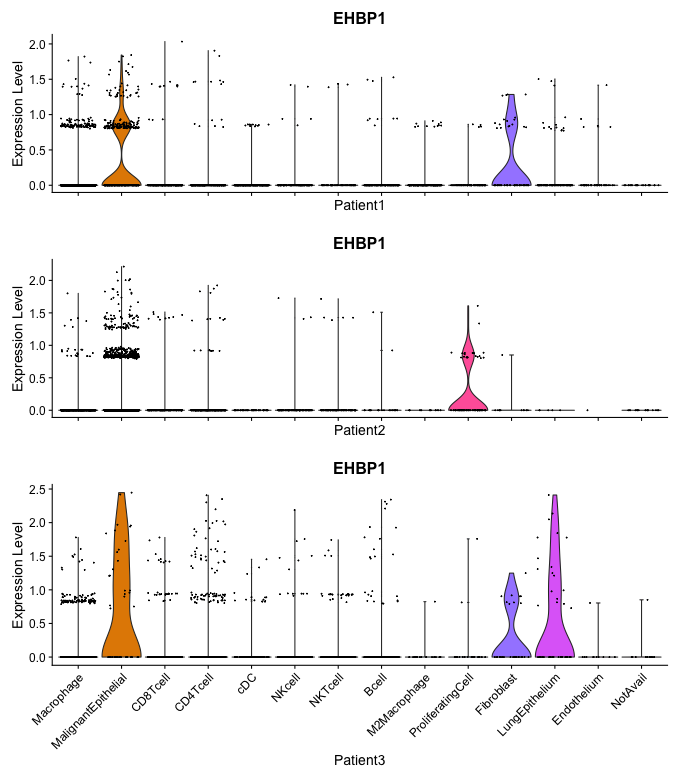 EHBP1
Expression Level
2.0
1.5
1.0
0.5
0.0
Patient1
EHBP1
Expression Level
2.0
1.5
1.0
0.5
0.0
Patient2
EHBP1
Expression Level
2.5
2.0
1.5
1.0
0.5
0.0
Macrophage
MalignantEpithelial
CD8Tcell
CD4Tcell
cDC
NKcell
NKTcell
Bcell
M2Macrophage
ProliferatingCell
Fibroblast
LungEpithelium
Endothelium
NotAvail
Patient3